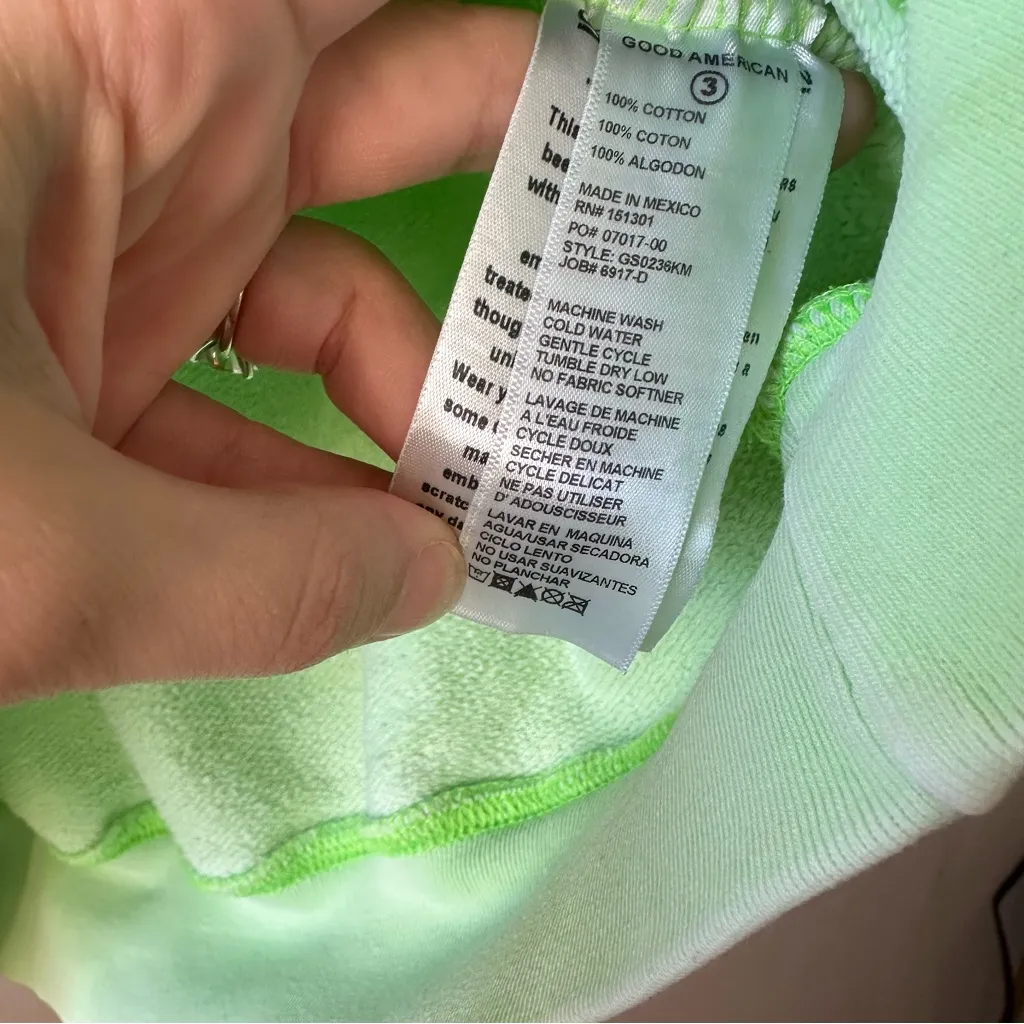 GOOD AMERICAN
3
100% COTTON
100% COTON
100% ALGODON
MADE IN MEXICO
RN# 151301
PO# 07017-00
STYLE: GS0236KM
JOB# 6917-D
MACHINE WASH
COLD WATER
GENTLE CYCLE
TUMBLE DRY LOW
NO FABRIC SOFTNER
LAVAGE DE MACHINE
A L'EAU FROIDE
CYCLE DOUX
SECHER EN MACHINE
CYCLE DELICAT
NE PAS UTILISER
D' ADOUSCISSEUR
LAVAR EN MAQUINA
AGUA/USAR SECADORA
CICLO LENTO
NO USAR SUAVIZANTES
NO PLANCHAR
Wear
some